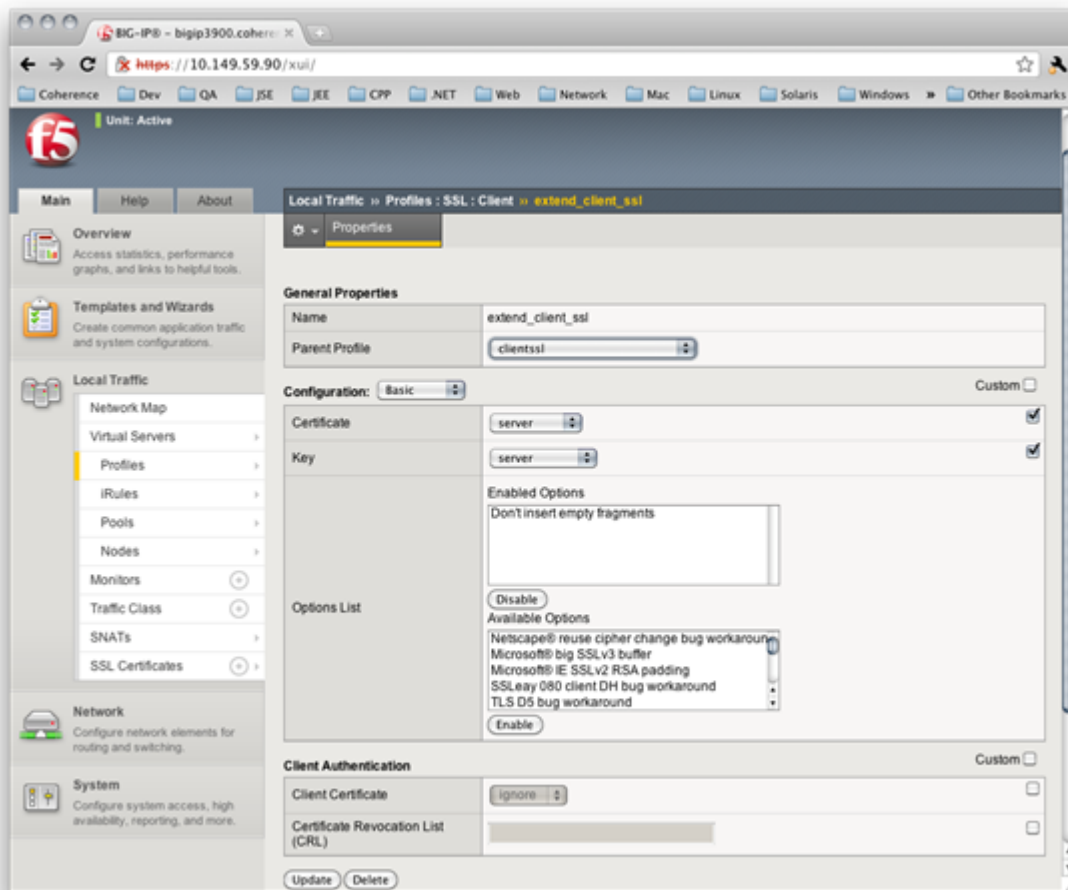 BIG-IP® – bigip3900.cohere
https://10.149.59.90/xui/
Coherence Dev QA JSE JEE CPP .NET Web Network Mac Linux Solaris Windows » Other Bookmarks
f5
Unit: Active
Main Help About
Local Traffic ›› Profiles : SSL : Client ›› extend_client_ssl
Properties
Overview
Access statistics, performance
graphs, and links to helpful tools.
Templates and Wizards
Create common application traffic
and system configurations.
Local Traffic
Network Map
Virtual Servers
Profiles
iRules
Pools
Nodes
Monitors
Traffic Class
SNATs
SSL Certificates
Network
Configure network elements for
routing and switching.
System
Configure system access, high
availability, reporting, and more.
General Properties
Name extend_client_ssl
Parent Profile clientssl
Configuration: Basic Custom
Certificate server
Key server
Options List
Enabled Options
Don't insert empty fragments
Disable
Available Options
Netscape® reuse cipher change bug workaroun
Microsoft® big SSLv3 buffer
Microsoft® IE SSLv2 RSA padding
SSLeay 080 client DH bug workaround
TLS D5 bug workaround
Enable
Client Authentication Custom
Client Certificate ignore
Certificate Revocation List
(CRL)
Update Delete